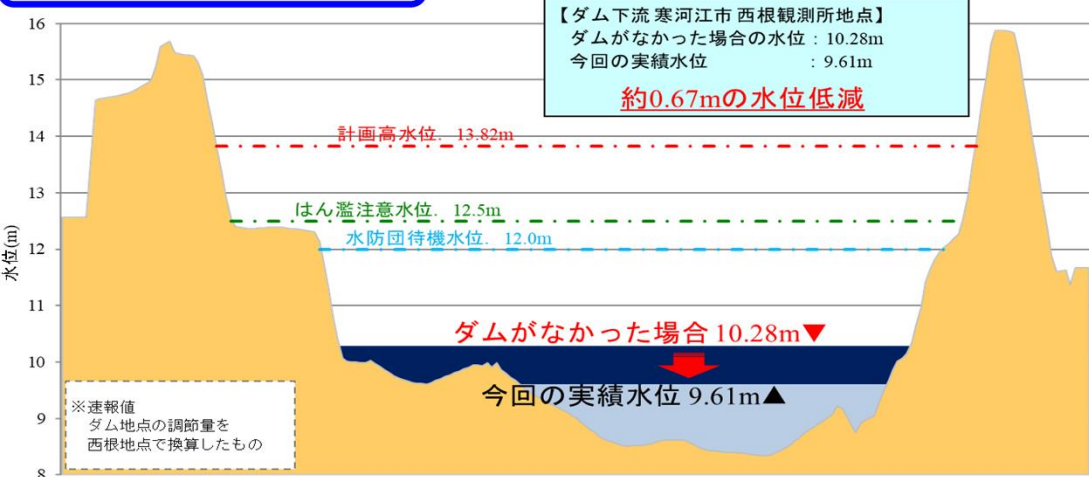 【ダム下流 寒河江市 西根観測所地点】
ダムがなかった場合の水位 : 10.28m
今回の実績水位 : 9.61m
約0.67mの水位低減
16
15
14
13
12
11
10
9
8
水位(m)
計画高水位. 13.82m
はん濫注意水位. 12.5m
水防団待機水位. 12.0m
ダムがなかった場合 10.28m▼
今回の実績水位 9.61m▲
※速報値
ダム地点の調節量を
西根地点で換算したもの